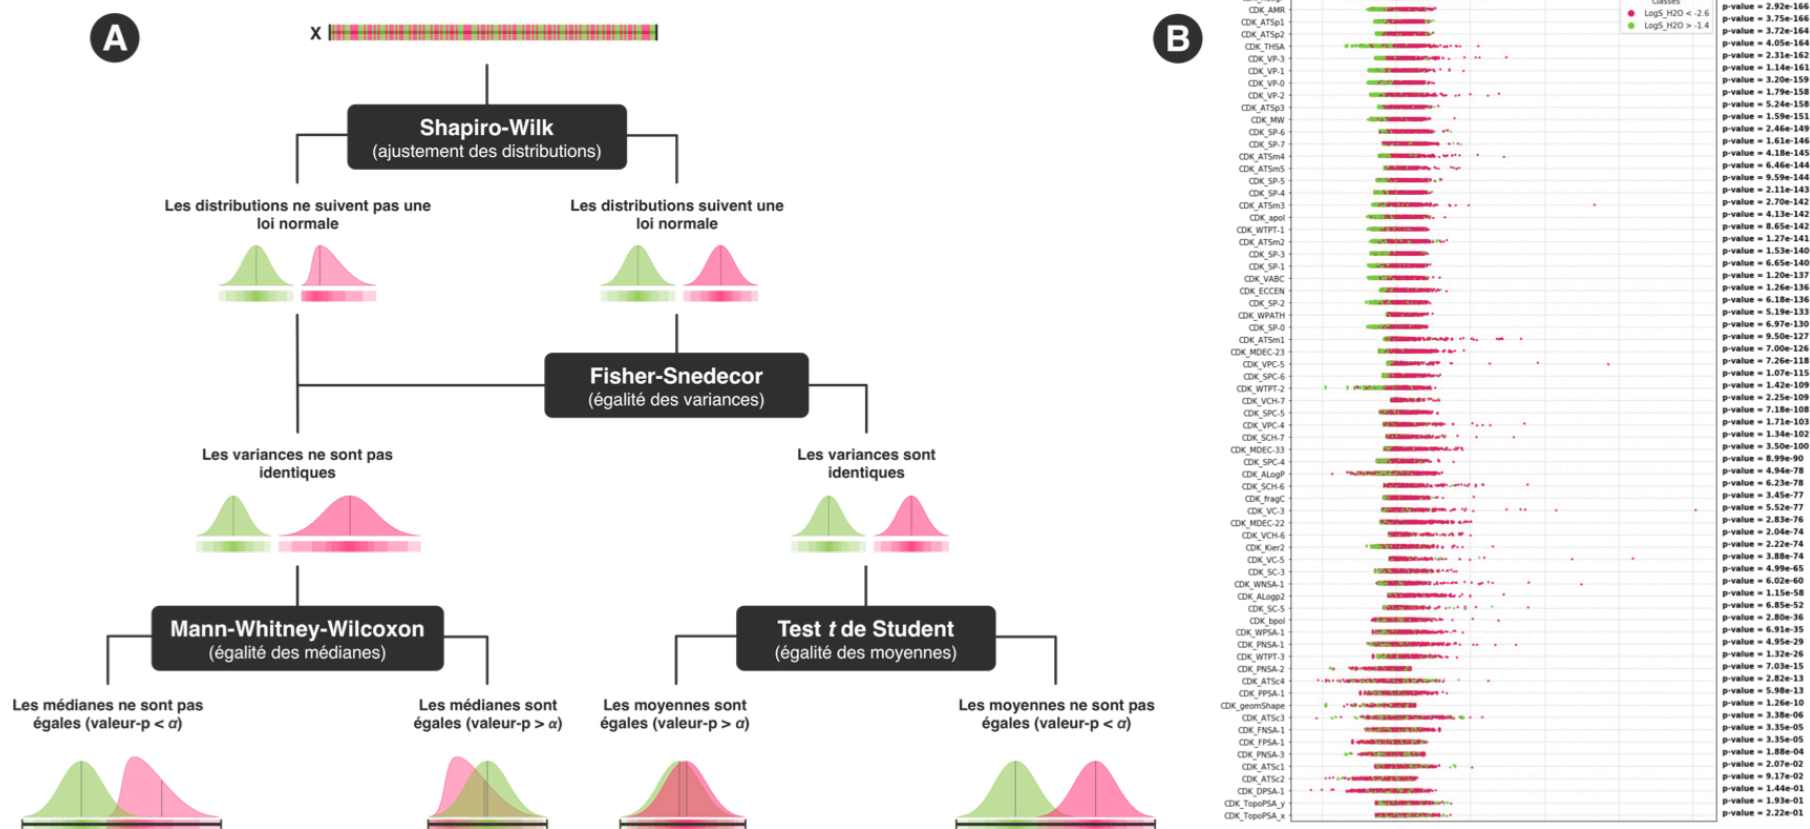 A
X
Shapiro-Wilk
(ajustement des distributions)
Les distributions ne suivent pas une
loi normale
Les distributions suivent une
loi normale
Fisher-Snedecor
(égalité des variances)
Les variances ne sont pas
identiques
Les variances sont
identiques
Mann-Whitney-Wilcoxon
(égalité des médianes)
Test t de Student
(égalité des moyennes)
Les médianes ne sont pas
égales (valeur-p < α)
Les médianes sont
égales (valeur-p > α)
Les moyennes sont
égales (valeur-p > α)
Les moyennes ne sont pas
égales (valeur-p < α)
B
Classes
LogS_H2O < -2.6
LogS_H2O > -1.4
CDK_AMR
CDK_ATSp1
CDK_ATSp2
CDK_THSA
CDK_VP-3
CDK_VP-1
CDK_VP-0
CDK_VP-2
CDK_ATSp3
CDK_MW
CDK_SP-6
CDK_SP-7
CDK_ATSm4
CDK_ATSm5
CDK_SP-5
CDK_SP-4
CDK_ATSm3
CDK_apol
CDK_WTPT-1
CDK_ATSm2
CDK_SP-3
CDK_SP-1
CDK_VABC
CDK_ECCEN
CDK_SP-2
CDK_WPATH
CDK_SP-0
CDK_ATSm1
CDK_MDEC-23
CDK_VPC-5
CDK_SPC-6
CDK_WTPT-2
CDK_VCH-7
CDK_SPC-5
CDK_VPC-4
CDK_SCH-7
CDK_MDEC-33
CDK_SPC-4
CDK_ALogP
CDK_SCH-6
CDK_fragC
CDK_VC-3
CDK_MDEC-22
CDK_VCH-6
CDK_Kier2
CDK_VC-5
CDK_SC-3
CDK_WNSA-1
CDK_ALogp2
CDK_SC-5
CDK_bpol
CDK_WPSA-1
CDK_PNSA-1
CDK_WTPT-3
CDK_PNSA-2
CDK_ATSc4
CDK_PPSA-1
CDK_geomShape
CDK_ATSc3
CDK_FNSA-1
CDK_FPSA-1
CDK_PNSA-3
CDK_ATSc1
CDK_ATSc2
CDK_DPSA-1
CDK_TopoPSA_y
CDK_TopoPSA_x
p-value = 2.92e-166
p-value = 3.75e-166
p-value = 3.72e-164
p-value = 4.05e-164
p-value = 2.31e-162
p-value = 1.14e-161
p-value = 3.20e-159
p-value = 1.79e-158
p-value = 5.24e-158
p-value = 1.59e-151
p-value = 2.46e-149
p-value = 1.61e-146
p-value = 4.18e-145
p-value = 6.46e-144
p-value = 9.59e-144
p-value = 2.11e-143
p-value = 2.70e-142
p-value = 4.13e-142
p-value = 8.65e-142
p-value = 1.27e-141
p-value = 1.53e-140
p-value = 6.65e-140
p-value = 1.20e-137
p-value = 1.26e-136
p-value = 6.18e-136
p-value = 5.19e-133
p-value = 6.97e-130
p-value = 9.50e-127
p-value = 7.00e-126
p-value = 7.26e-118
p-value = 1.07e-115
p-value = 1.42e-109
p-value = 2.25e-109
p-value = 7.18e-108
p-value = 1.71e-103
p-value = 1.34e-102
p-value = 3.50e-100
p-value = 8.99e-90
p-value = 4.94e-78
p-value = 6.23e-78
p-value = 3.45e-77
p-value = 5.52e-77
p-value = 2.83e-76
p-value = 2.04e-74
p-value = 2.22e-74
p-value = 3.88e-74
p-value = 4.99e-65
p-value = 6.02e-60
p-value = 1.15e-58
p-value = 6.85e-52
p-value = 2.80e-36
p-value = 6.91e-35
p-value = 4.95e-29
p-value = 1.32e-26
p-value = 7.03e-15
p-value = 2.82e-13
p-value = 5.98e-13
p-value = 1.26e-10
p-value = 3.38e-06
p-value = 3.35e-05
p-value = 3.35e-05
p-value = 1.88e-04
p-value = 2.07e-02
p-value = 9.17e-02
p-value = 1.44e-01
p-value = 1.93e-01
p-value = 2.22e-01